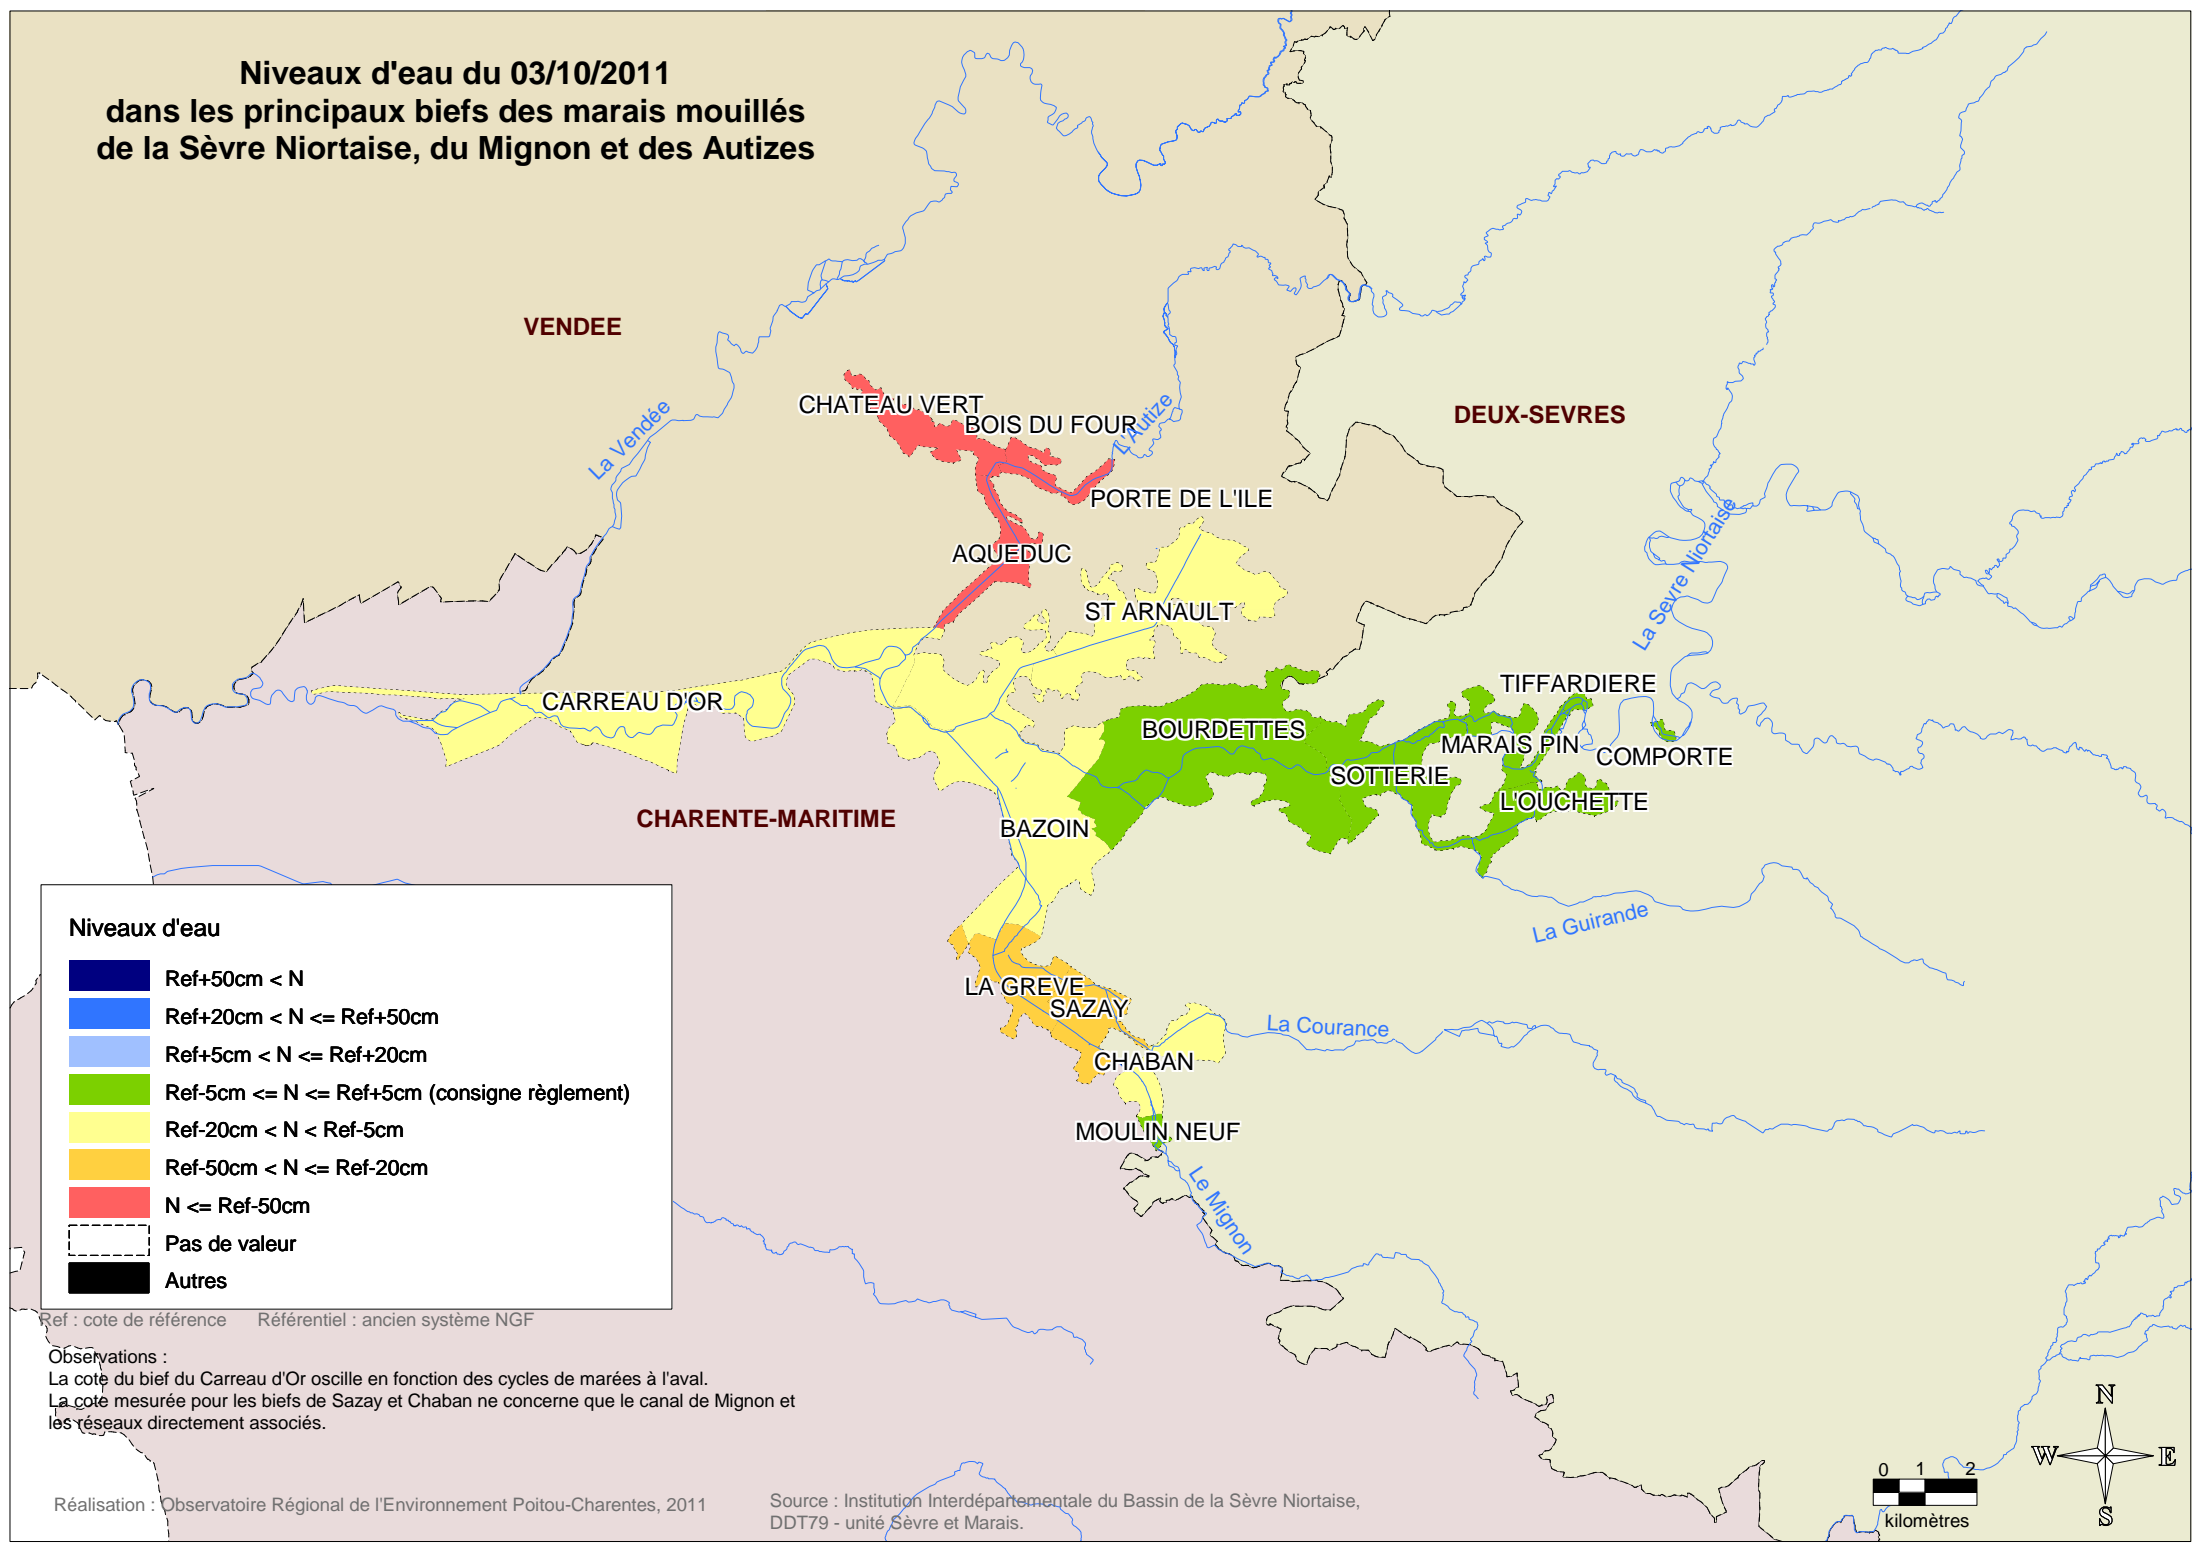 Niveaux d'eau du 03/10/2011
dans les principaux biefs des marais mouillés
de la Sèvre Niortaise, du Mignon et des Autizes
VENDEE
DEUX-SEVRES
CHARENTE-MARITIME
La Vendée
L'Autize
La Sevre Niortaise
CHATEAU VERT
BOIS DU FOUR
PORTE DE L'ILE
AQUEDUC
ST ARNAULT
CARREAU D'OR
BOURDETTES
TIFFARDIERE
MARAIS PIN
COMPORTE
SOTTERIE
L'OUCHETTE
BAZOIN
La Guirande
LA GREVE
SAZAY
La Courance
CHABAN
MOULIN NEUF
Le Mignon
Niveaux d'eau
Ref+50cm < N
Ref+20cm < N <= Ref+50cm
Ref+5cm < N <= Ref+20cm
Ref-5cm <= N <= Ref+5cm (consigne règlement)
Ref-20cm < N < Ref-5cm
Ref-50cm < N <= Ref-20cm
N <= Ref-50cm
Pas de valeur
Autres
Ref : cote de référence Référentiel : ancien système NGF
Observations :
La cote du bief du Carreau d'Or oscille en fonction des cycles de marées à l'aval.
La cote mesurée pour les biefs de Sazay et Chaban ne concerne que le canal de Mignon et
les réseaux directement associés.
Réalisation : Observatoire Régional de l'Environnement Poitou-Charentes, 2011
Source : Institution Interdépartementale du Bassin de la Sèvre Niortaise,
DDT79 - unité Sèvre et Marais.
0 1 2
kilomètres
N
W E
S